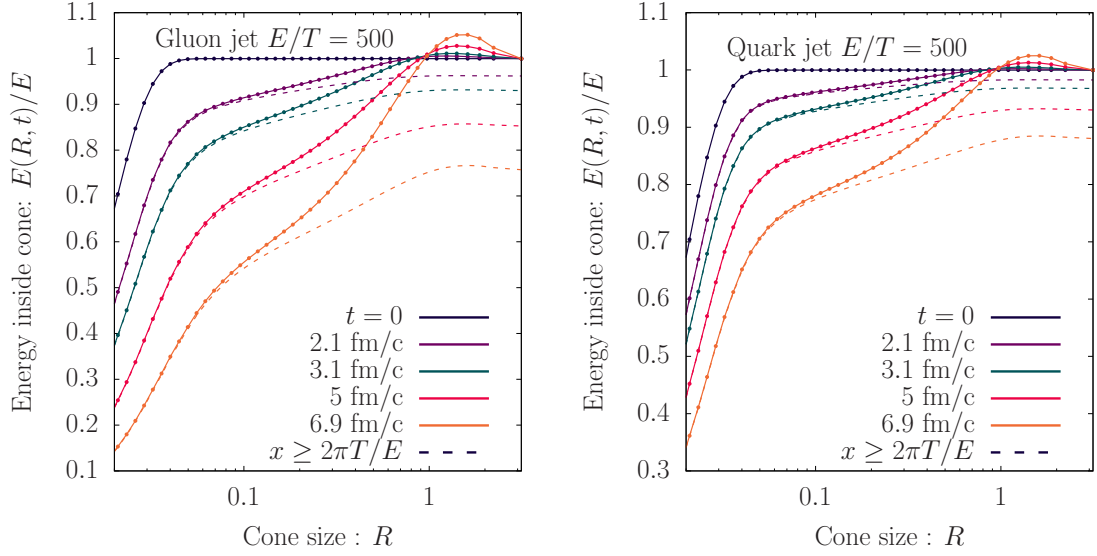 Energy inside cone: E(R, t)/E
1.1
1
0.9
0.8
0.7
0.6
0.5
0.4
0.3
0.2
0.1
Gluon jet E/T = 500
t = 0
2.1 fm/c
3.1 fm/c
5 fm/c
6.9 fm/c
x ≥ 2πT/E
0.1 1
Cone size : R
Energy inside cone: E(R, t)/E
1.1
1
0.9
0.8
0.7
0.6
0.5
0.4
0.3
Quark jet E/T = 500
t = 0
2.1 fm/c
3.1 fm/c
5 fm/c
6.9 fm/c
x ≥ 2πT/E
0.1 1
Cone size : R